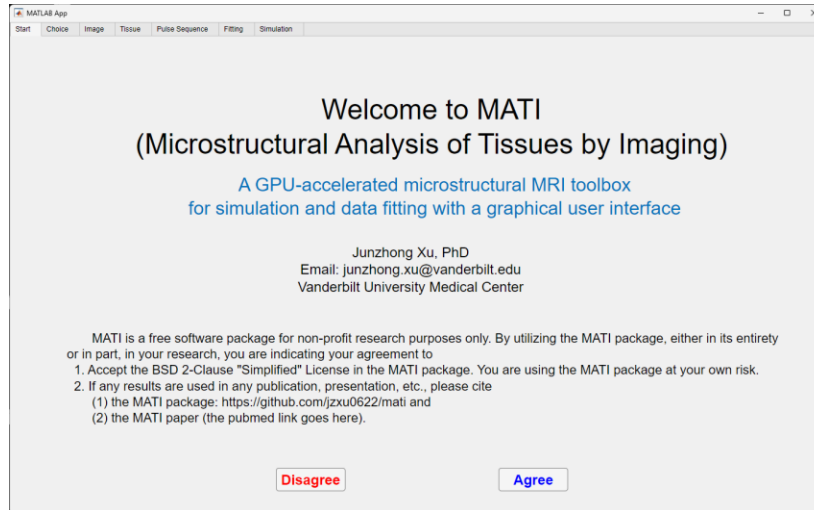 MATLAB App
Start Choice Image Tissue Pulse Sequence Fitting Simulation
Welcome to MATI
(Microstructural Analysis of Tissues by Imaging)
A GPU-accelerated microstructural MRI toolbox
for simulation and data fitting with a graphical user interface
Junzhong Xu, PhD
Email: junzhong.xu@vanderbilt.edu
Vanderbilt University Medical Center
MATI is a free software package for non-profit research purposes only. By utilizing the MATI package, either in its entirety
or in part, in your research, you are indicating your agreement to
1. Accept the BSD 2-Clause "Simplified" License in the MATI package. You are using the MATI package at your own risk.
2. If any results are used in any publication, presentation, etc., please cite
(1) the MATI package: https://github.com/jzxu0622/mati and
(2) the MATI paper (the pubmed link goes here).
Disagree Agree